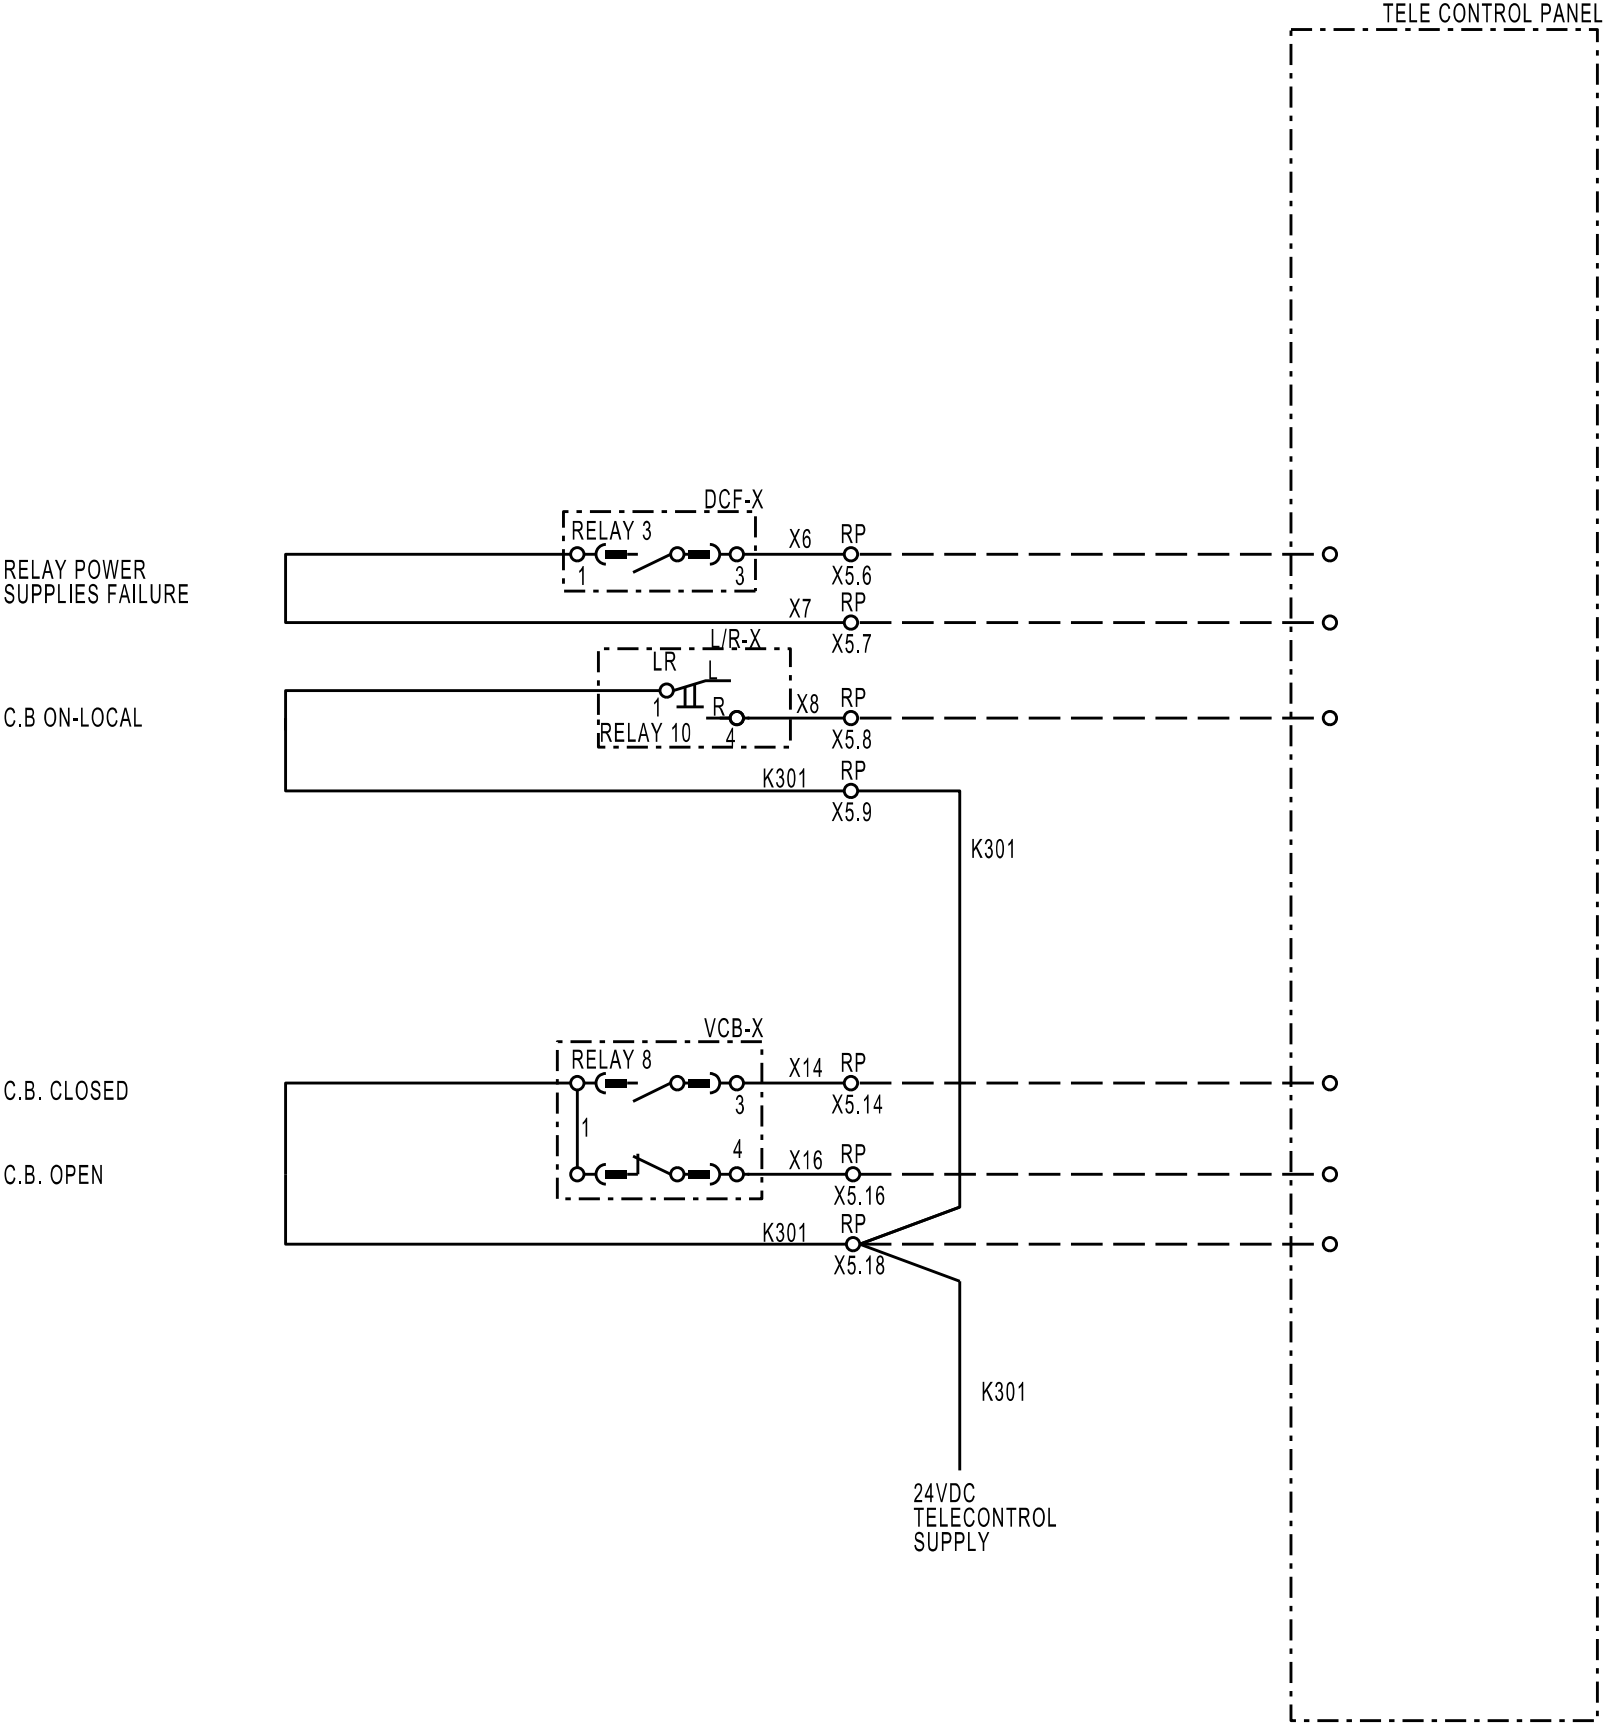 TELE CONTROL PANEL
DCF-X
RELAY 3
1
3
X6
RP
X5.6
RELAY POWER
SUPPLIES FAILURE
X7
RP
X5.7
L/R-X
LR
L
1
R
4
RELAY 10
X8
RP
X5.8
C.B ON-LOCAL
K301
RP
X5.9
K301
VCB-X
RELAY 8
X14
RP
C.B. CLOSED
3
X5.14
1
4
X16
RP
C.B. OPEN
X5.16
K301
RP
X5.18
K301
24VDC
TELECONTROL
SUPPLY